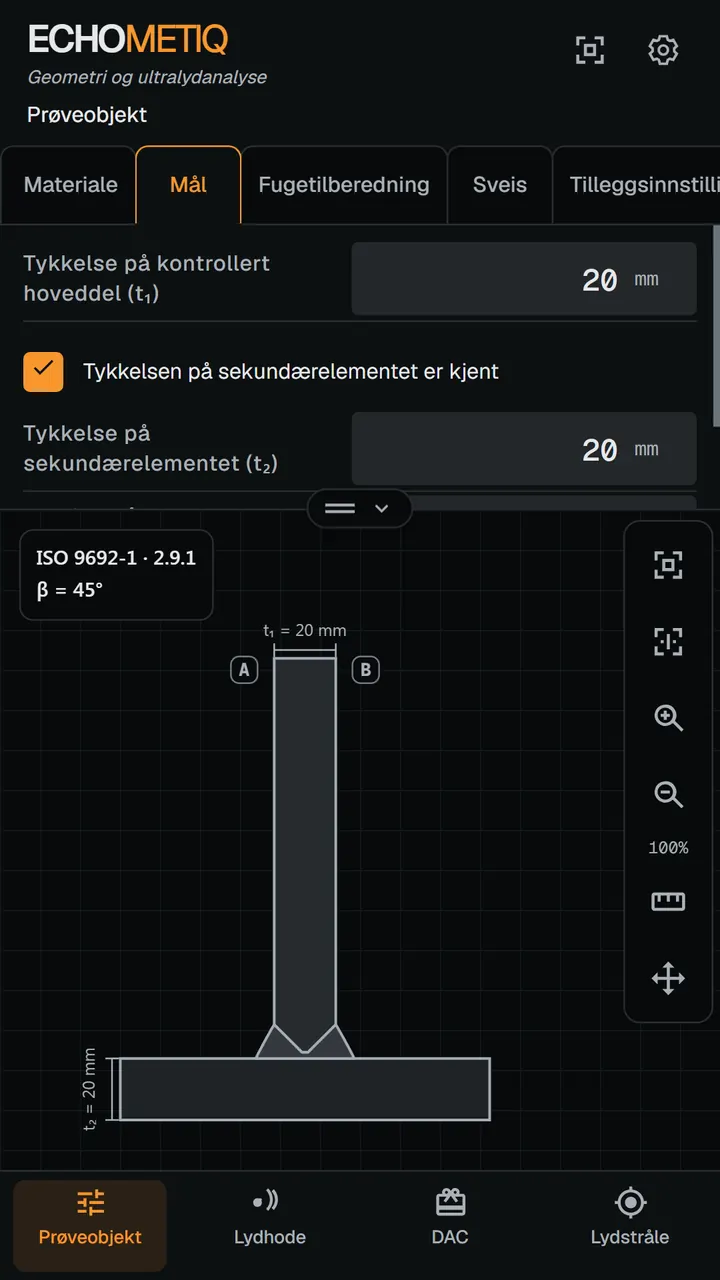 ECHOMETIQ
Geometri og ultralydanalyse
Prøveobjekt
Materiale
Mål
Fugetilberedning
Sveis
Tilleggsinnstilli
Tykkelse på kontrollert
hoveddel (t₁)
20 mm
Tykkelsen på sekundærelementet er kjent
Tykkelse på
sekundærelementet (t₂)
20 mm
ISO 9692-1 · 2.9.1
β = 45°
t₁ = 20 mm
A
B
100%
t₂ = 20 mm
Prøveobjekt
Lydhode
DAC
Lydstråle